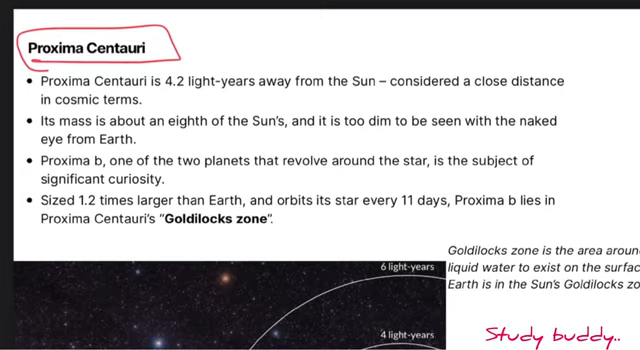 Proxima Centauri
• Proxima Centauri is 4.2 light-years away from the Sun – considered a close distance
in cosmic terms.
• Its mass is about an eighth of the Sun's, and it is too dim to be seen with the naked
eye from Earth.
• Proxima b, one of the two planets that revolve around the star, is the subject of
significant curiosity.
• Sized 1.2 times larger than Earth, and orbits its star every 11 days, Proxima b lies in
Proxima Centauri's "Goldilocks zone".
Goldilocks zone is the area
liquid water to exist on the
Earth is in the Sun's Goldilocks
6 light-years
4 light-years
Study buddy..